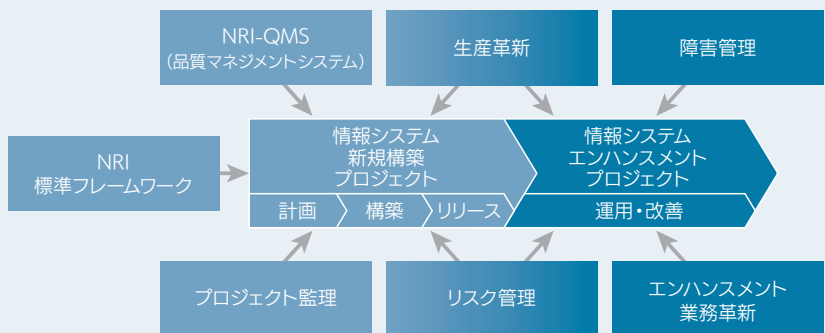 NRI-QMS
（品質マネジメントシステム）
生産革新
障害管理
NRI
標準フレームワーク
情報システム
新規構築
プロジェクト
情報システム
エンハンスメント
プロジェクト
計画
構築
リリース
運用・改善
プロジェクト監理
リスク管理
エンハンスメント
業務革新